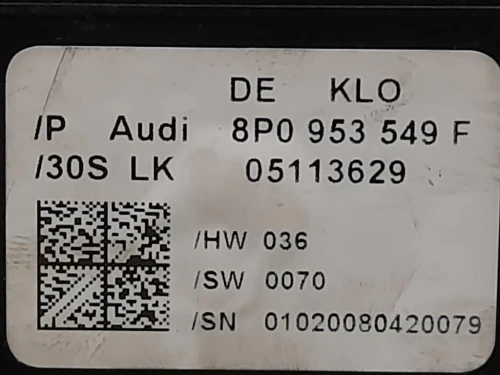 DE KLO
/P Audi 8P0 953 549 F
/30S LK 05113629
/HW 036
/SW 0070
/SN 01020080420079